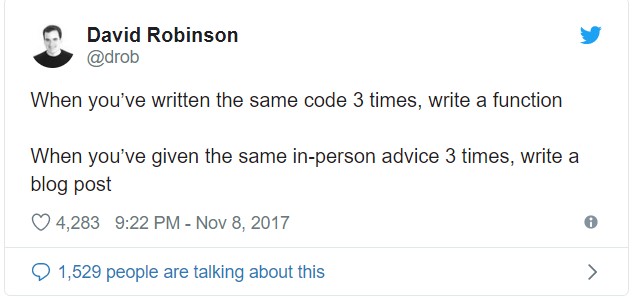 David Robinson
@drob
When you’ve written the same code 3 times, write a function
When you’ve given the same in-person advice 3 times, write a
blog post
4,283 9:22 PM - Nov 8, 2017
1,529 people are talking about this